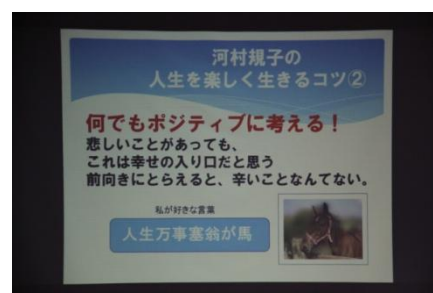 河村規子の
人生を楽しく生きるコツ②
何でもポジティブに考える！
悲しいことがあっても、
これは幸せの入り口だと思う
前向きにとらえると、辛いことなんてない。
私が好きな言葉
人生万事塞翁が馬